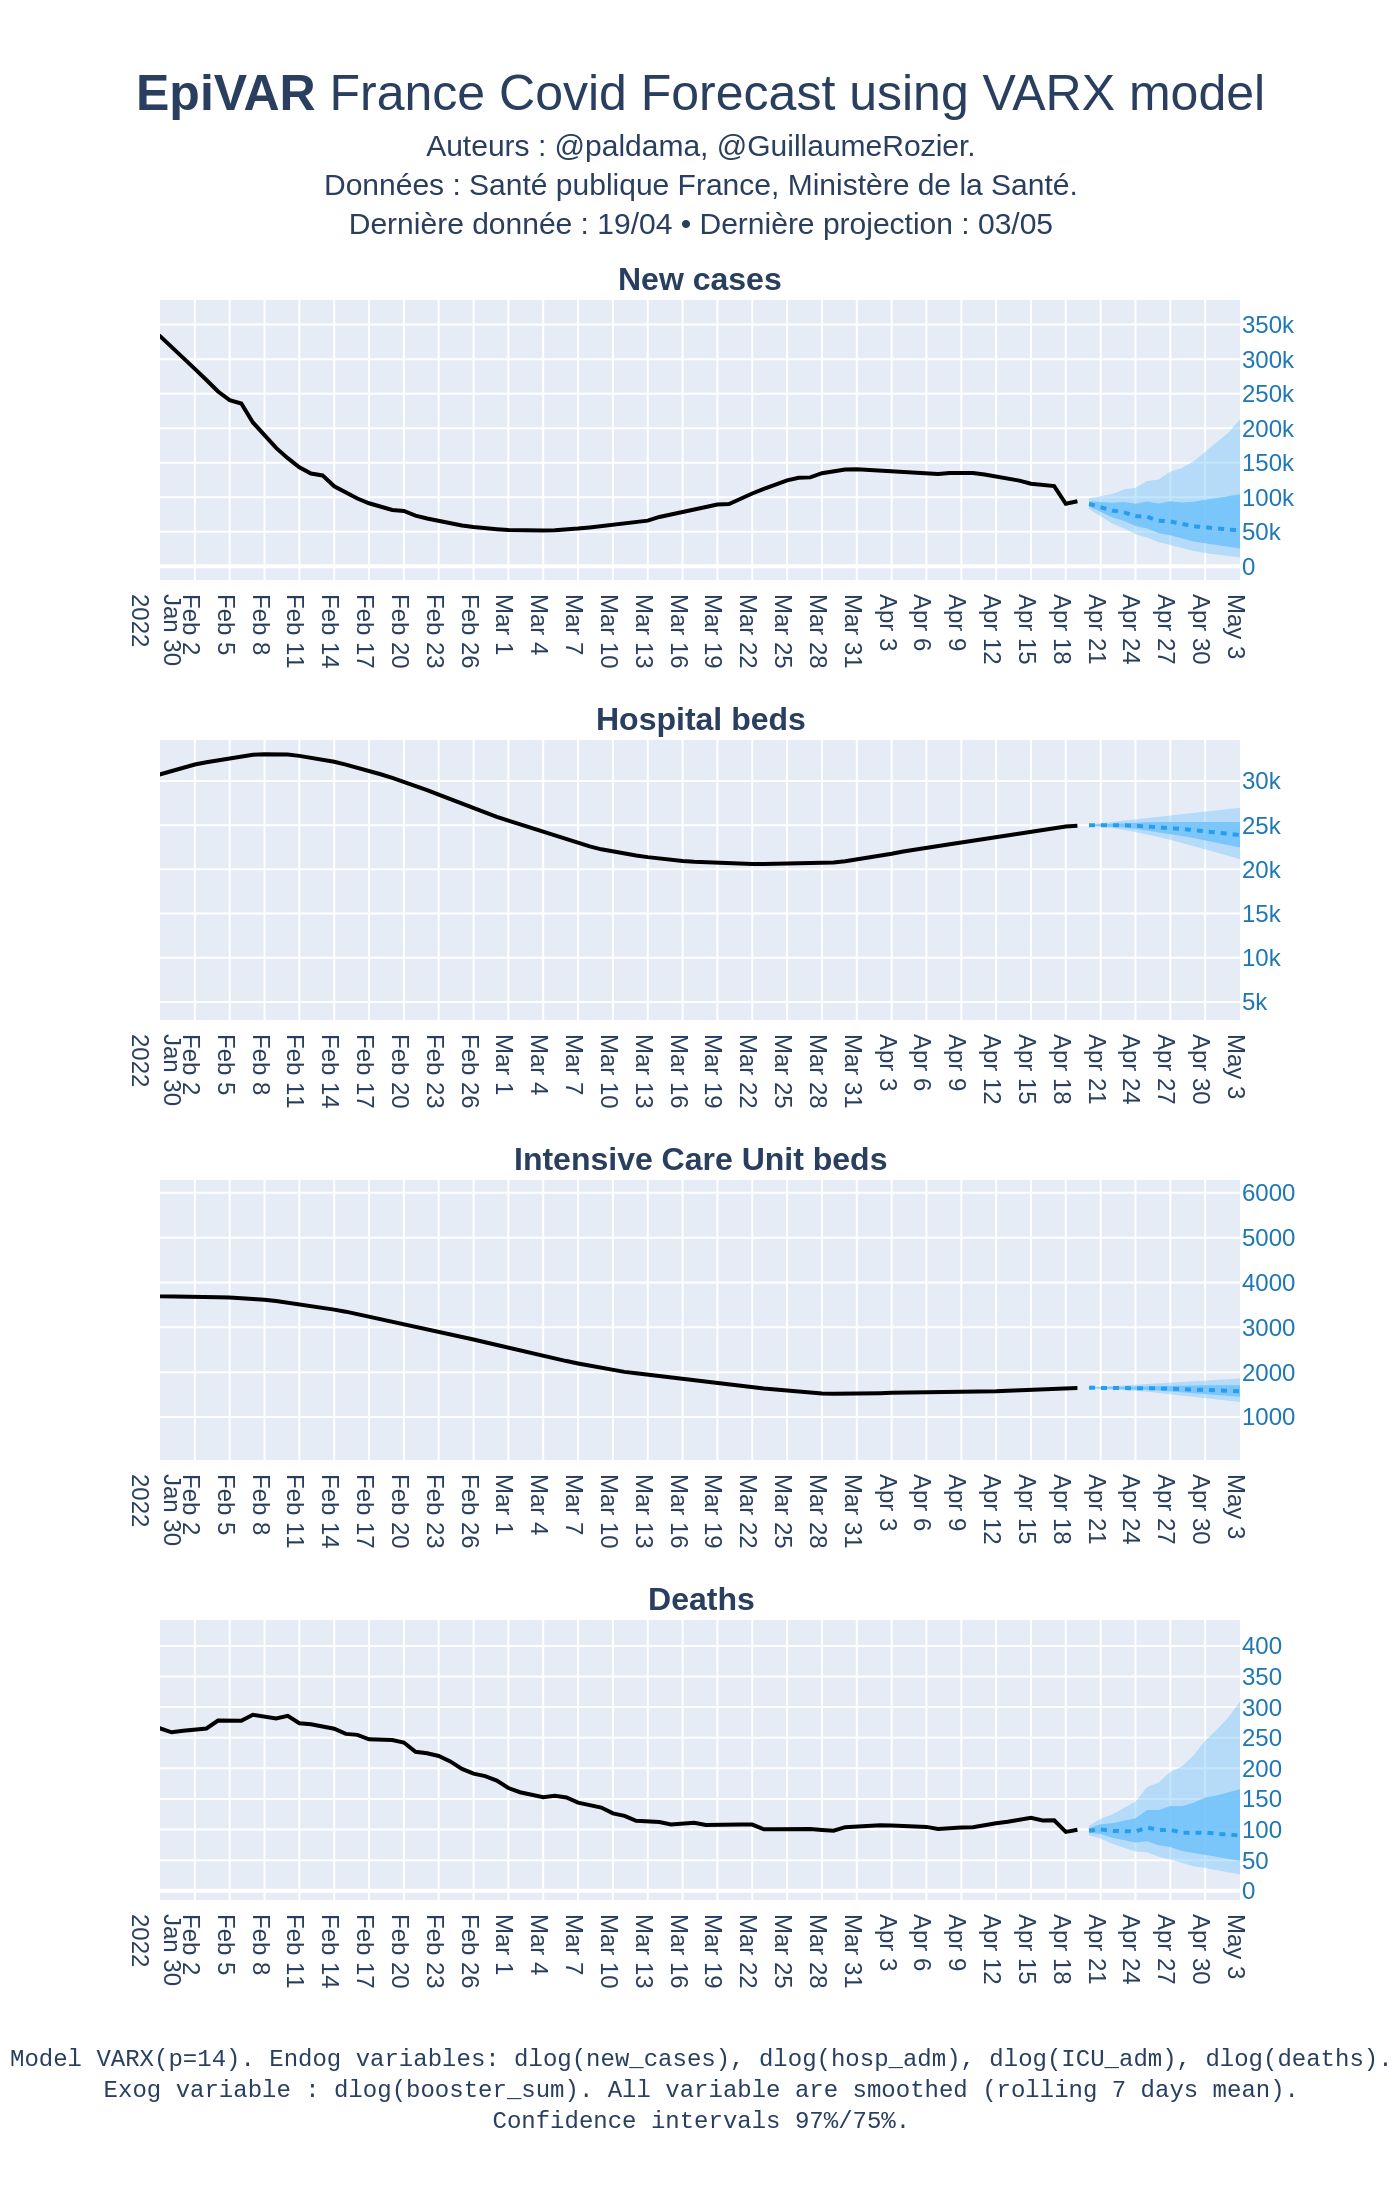 EpiVAR France Covid Forecast using VARX model
Auteurs : @paldama, @GuillaumeRozier.
Données : Santé publique France, Ministère de la Santé.
Dernière donnée : 19/04 • Dernière projection : 03/05
New cases
350k
300k
250k
200k
150k
100k
50k
0
Jan 30
2022
Feb 2
Feb 5
Feb 8
Feb 11
Feb 14
Feb 17
Feb 20
Feb 23
Feb 26
Mar 1
Mar 4
Mar 7
Mar 10
Mar 13
Mar 16
Mar 19
Mar 22
Mar 25
Mar 28
Mar 31
Apr 3
Apr 6
Apr 9
Apr 12
Apr 15
Apr 18
Apr 21
Apr 24
Apr 27
Apr 30
May 3
Hospital beds
30k
25k
20k
15k
10k
5k
Jan 30
2022
Feb 2
Feb 5
Feb 8
Feb 11
Feb 14
Feb 17
Feb 20
Feb 23
Feb 26
Mar 1
Mar 4
Mar 7
Mar 10
Mar 13
Mar 16
Mar 19
Mar 22
Mar 25
Mar 28
Mar 31
Apr 3
Apr 6
Apr 9
Apr 12
Apr 15
Apr 18
Apr 21
Apr 24
Apr 27
Apr 30
May 3
Intensive Care Unit beds
6000
5000
4000
3000
2000
1000
Jan 30
2022
Feb 2
Feb 5
Feb 8
Feb 11
Feb 14
Feb 17
Feb 20
Feb 23
Feb 26
Mar 1
Mar 4
Mar 7
Mar 10
Mar 13
Mar 16
Mar 19
Mar 22
Mar 25
Mar 28
Mar 31
Apr 3
Apr 6
Apr 9
Apr 12
Apr 15
Apr 18
Apr 21
Apr 24
Apr 27
Apr 30
May 3
Deaths
400
350
300
250
200
150
100
50
0
Jan 30
2022
Feb 2
Feb 5
Feb 8
Feb 11
Feb 14
Feb 17
Feb 20
Feb 23
Feb 26
Mar 1
Mar 4
Mar 7
Mar 10
Mar 13
Mar 16
Mar 19
Mar 22
Mar 25
Mar 28
Mar 31
Apr 3
Apr 6
Apr 9
Apr 12
Apr 15
Apr 18
Apr 21
Apr 24
Apr 27
Apr 30
May 3
Model VARX(p=14). Endog variables: dlog(new_cases), dlog(hosp_adm), dlog(ICU_adm), dlog(deaths).
Exog variable : dlog(booster_sum). All variable are smoothed (rolling 7 days mean).
Confidence intervals 97%/75%.